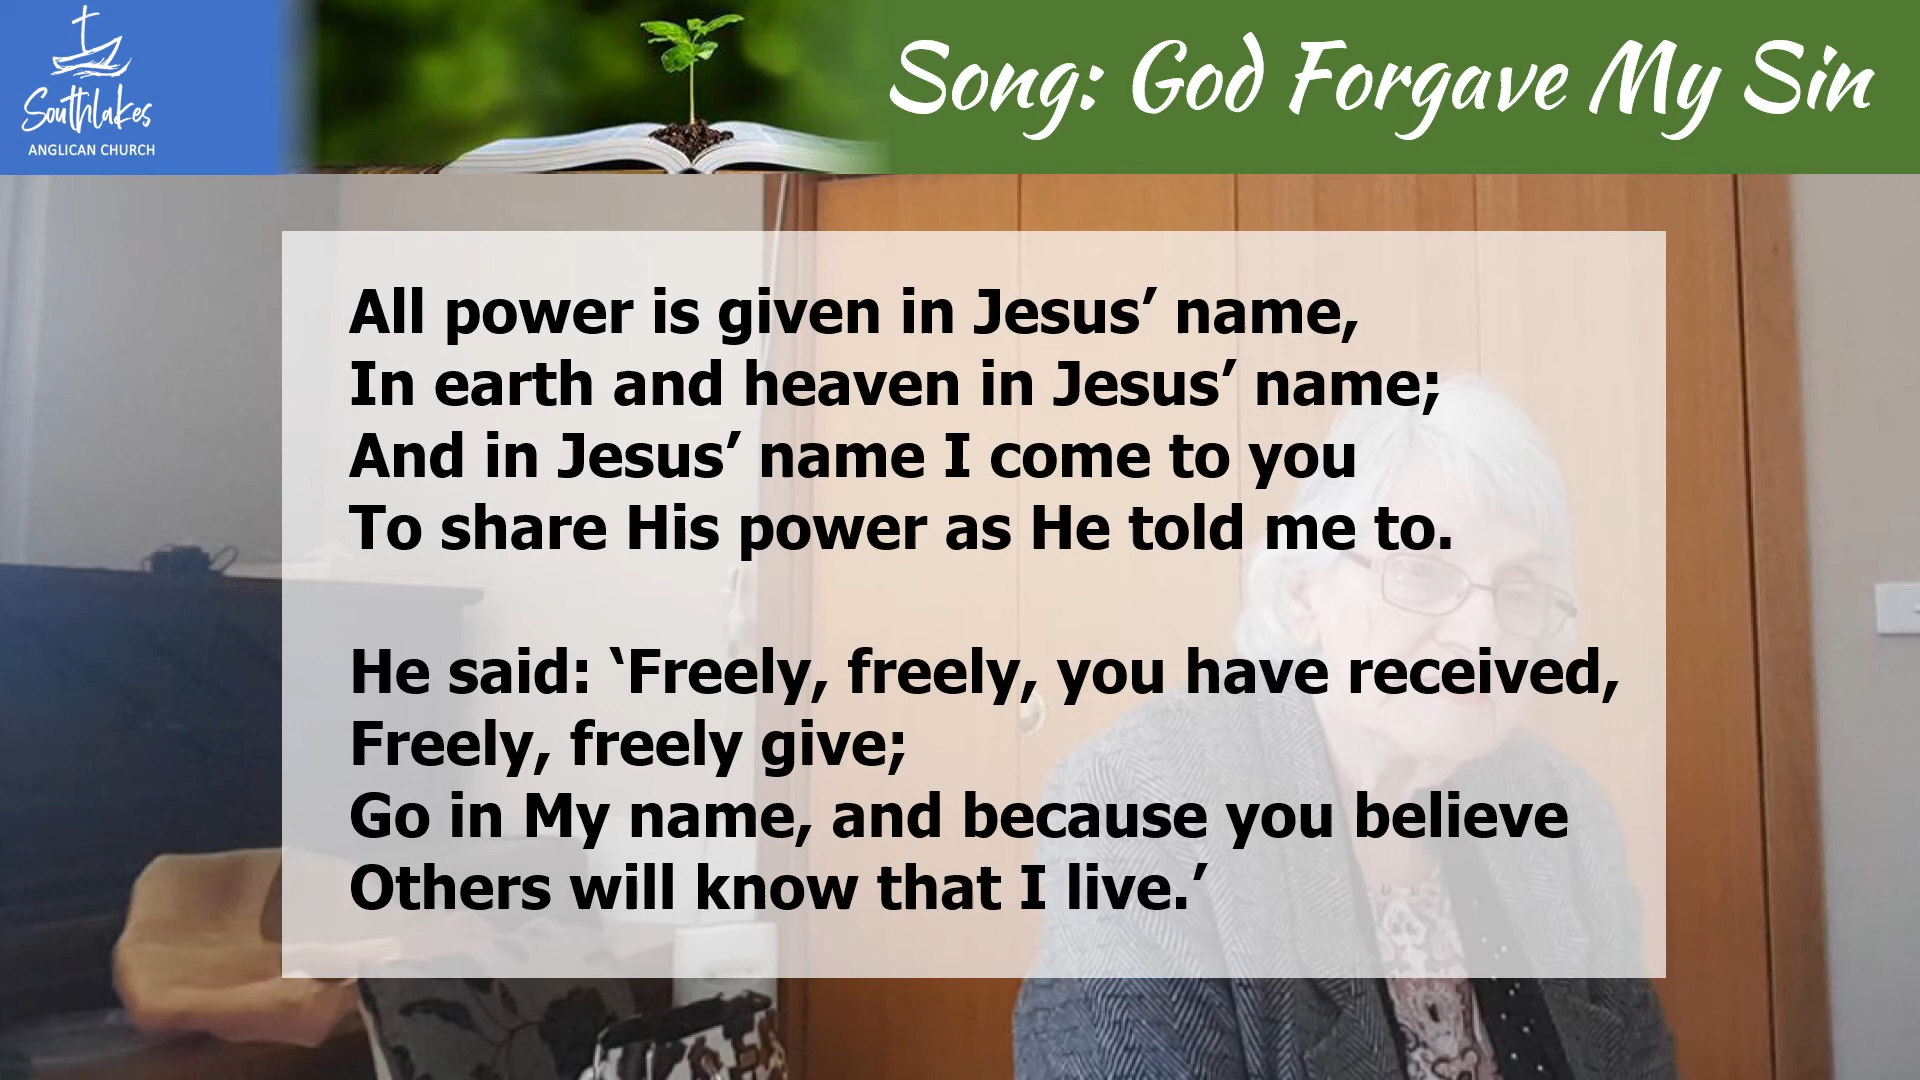 Southlakes
ANGLICAN CHURCH
Song: God Forgave My Sin
All power is given in Jesus’ name,
In earth and heaven in Jesus’ name;
And in Jesus’ name I come to you
To share His power as He told me to.
He said: ‘Freely, freely, you have received,
Freely, freely give;
Go in My name, and because you believe
Others will know that I live.’